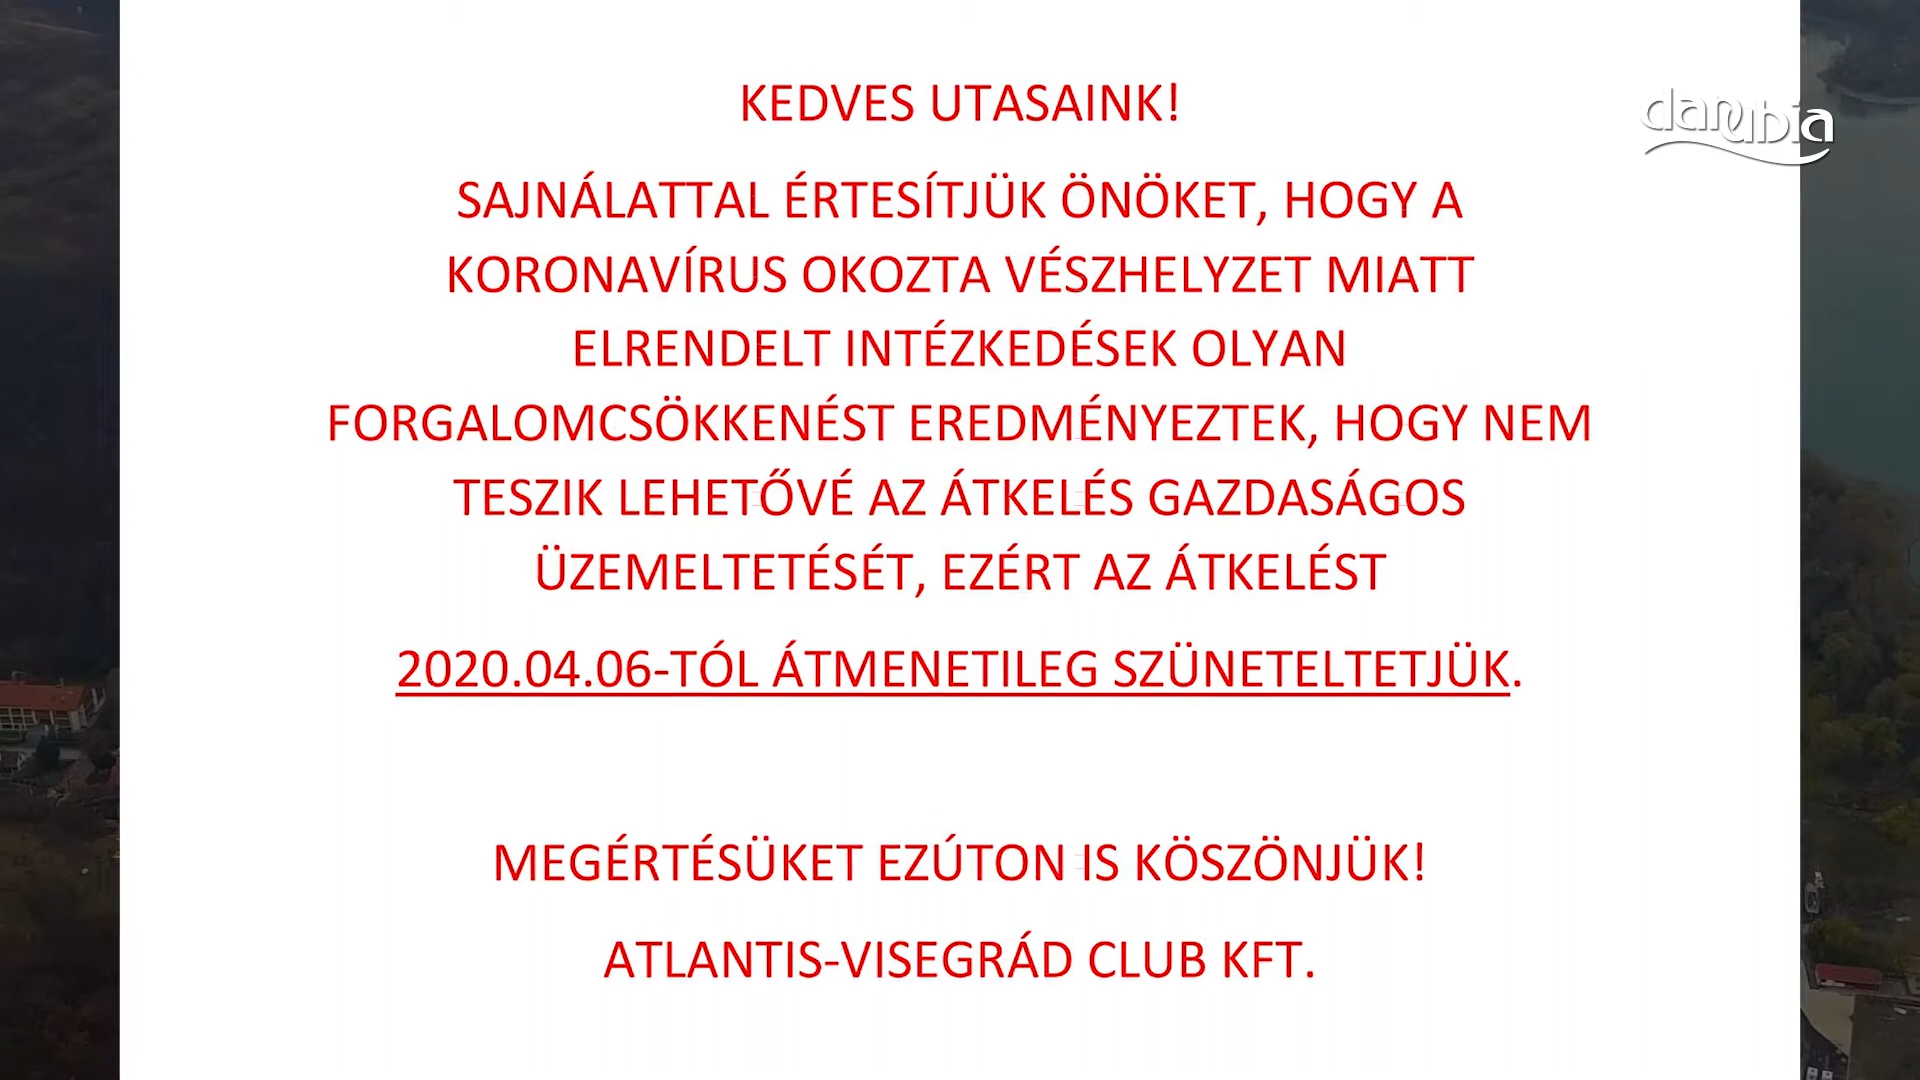 KEDVES UTASAINK!
SAJNÁLATTAL ÉRTESÍTJÜK ÖNÖKET, HOGY A
KORONAVÍRUS OKOZTA VÉSZHELYZET MIATT
ELRENDELT INTÉZKEDÉSEK OLYAN
FORGALOMCSÖKKENÉST EREDMÉNYEZTEK, HOGY NEM
TESZIK LEHETŐVÉ AZ ÁTKELÉS GAZDASÁGOS
ÜZEMELTETÉSÉT, EZÉRT AZ ÁTKELÉST
2020.04.06-TÓL ÁTMENETILEG SZÜNETELTETJÜK.
MEGÉRTÉSÜKET EZÚTON IS KÖSZÖNJÜK!
ATLANTIS-VISEGRÁD CLUB KFT.
danubia